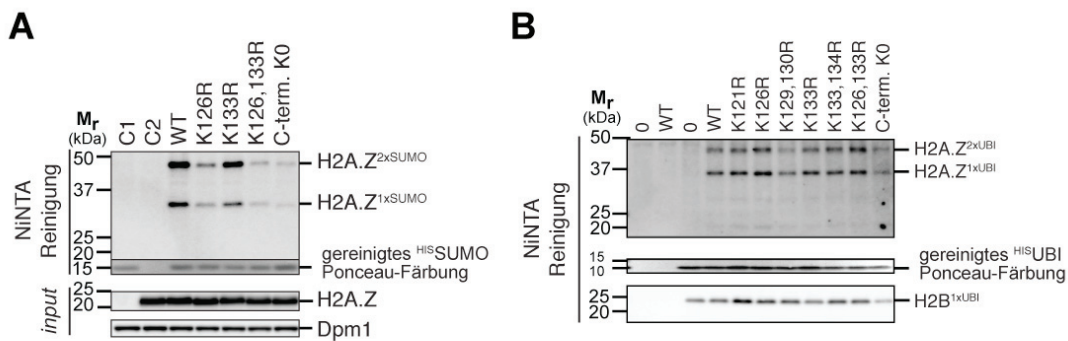 A
NiNTA
Reinigung
input
Mr
(kDa)
C1
C2
WT
K126R
K133R
K126,133R
C-term. K0
50
37
25
20
15
25
20
H2A.Z2xSUMO
H2A.Z1xSUMO
gereinigtes HISSUMO
Ponceau-Färbung
H2A.Z
Dpm1
B
NiNTA
Reinigung
Mr
(kDa)
0
WT
0
WT
K121R
K126R
K129,130R
K133R
K133,134R
K126,133R
C-term. K0
50
37
25
20
15
10
25
20
H2A.Z2xUBI
H2A.Z1xUBI
gereinigtes HISUBI
Ponceau-Färbung
H2B1xUBI